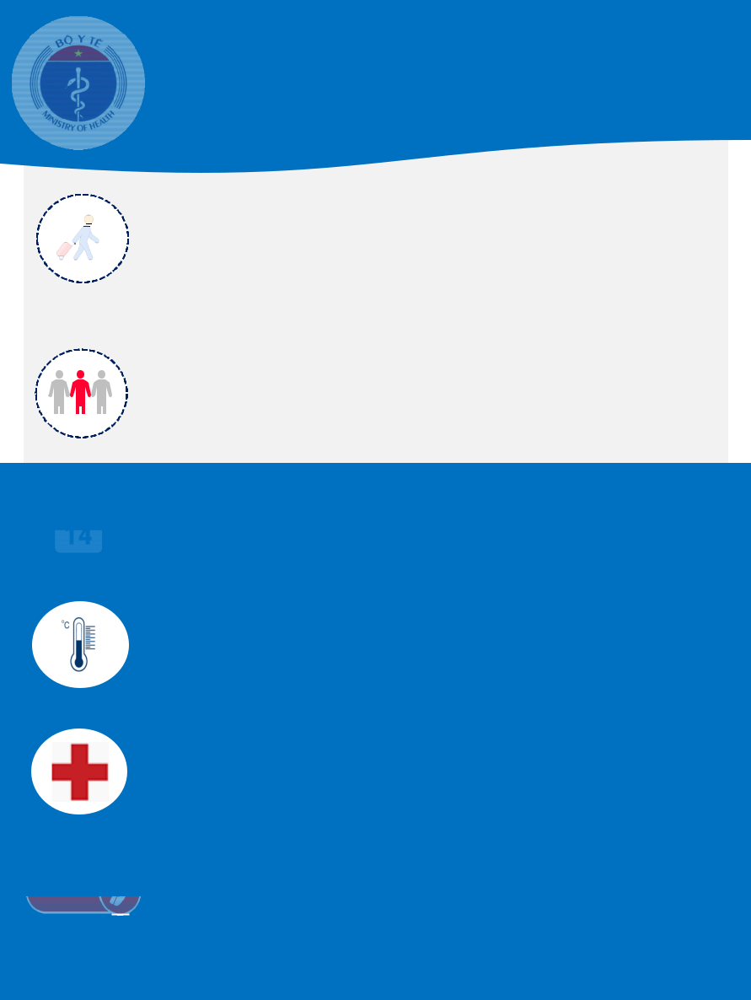 BỘ Y TẾ
MINISTRY OF HEALTH
14
°C